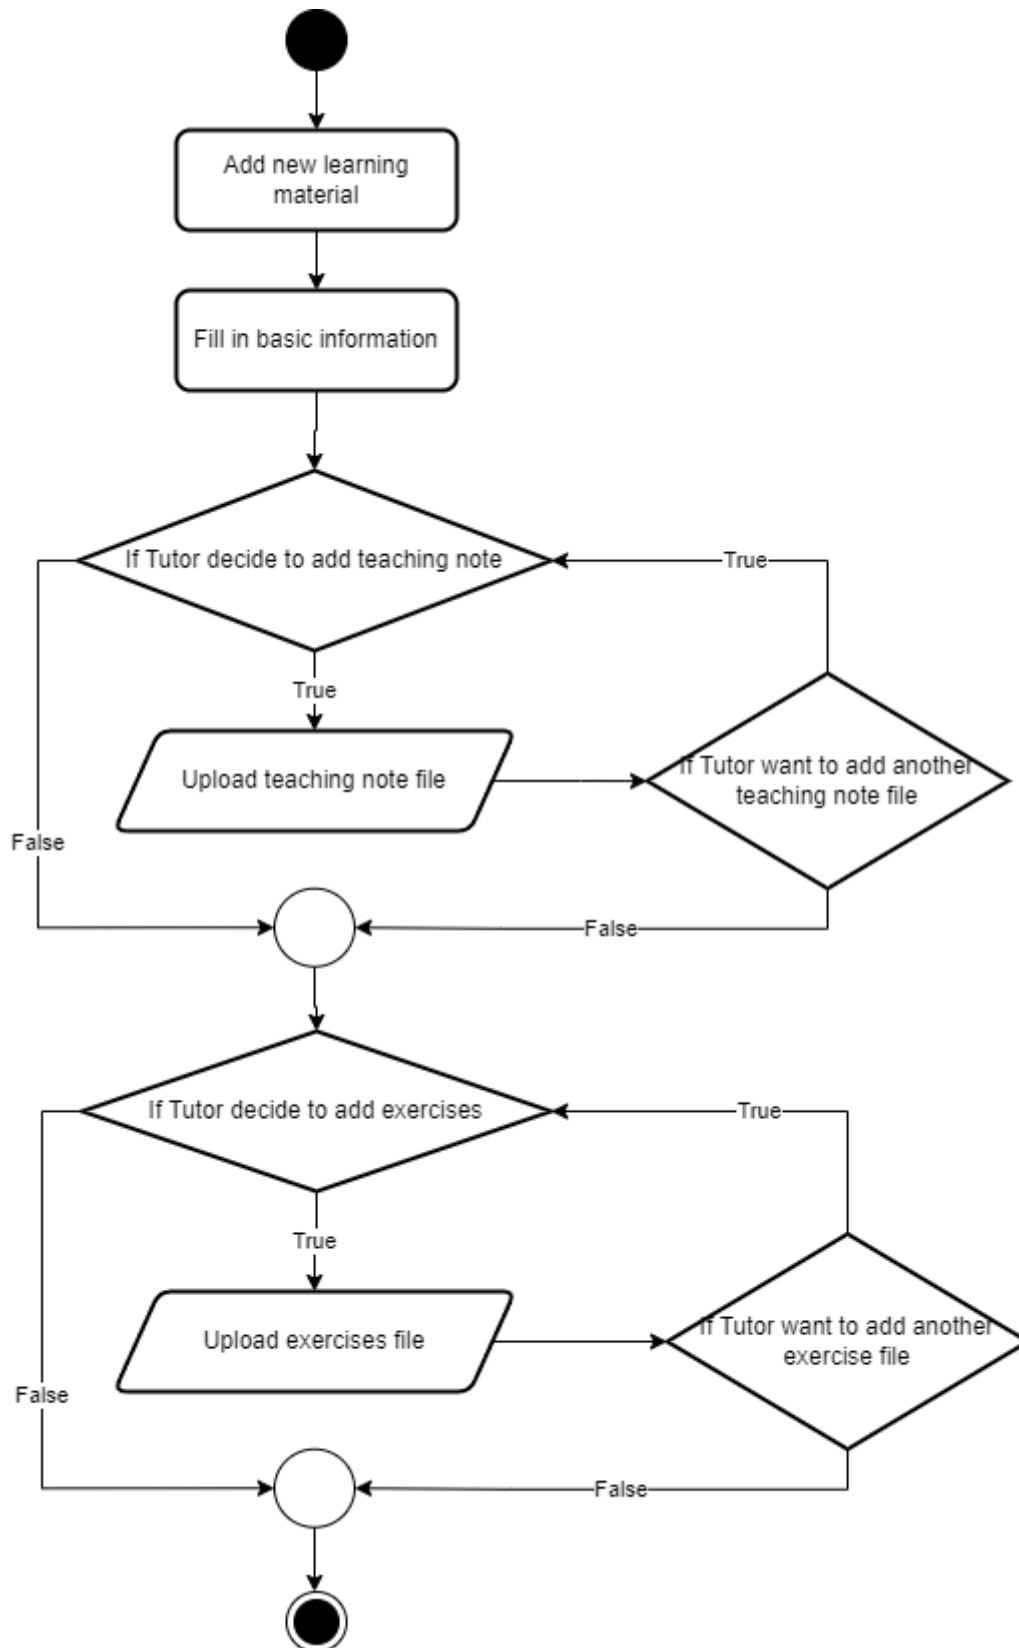 Add new learning
material
Fill in basic information
If Tutor decide to add teaching note
True
True
Upload teaching note file
If Tutor want to add another
teaching note file
False
False
If Tutor decide to add exercises
True
True
Upload exercises file
If Tutor want to add another
exercise file
False
False